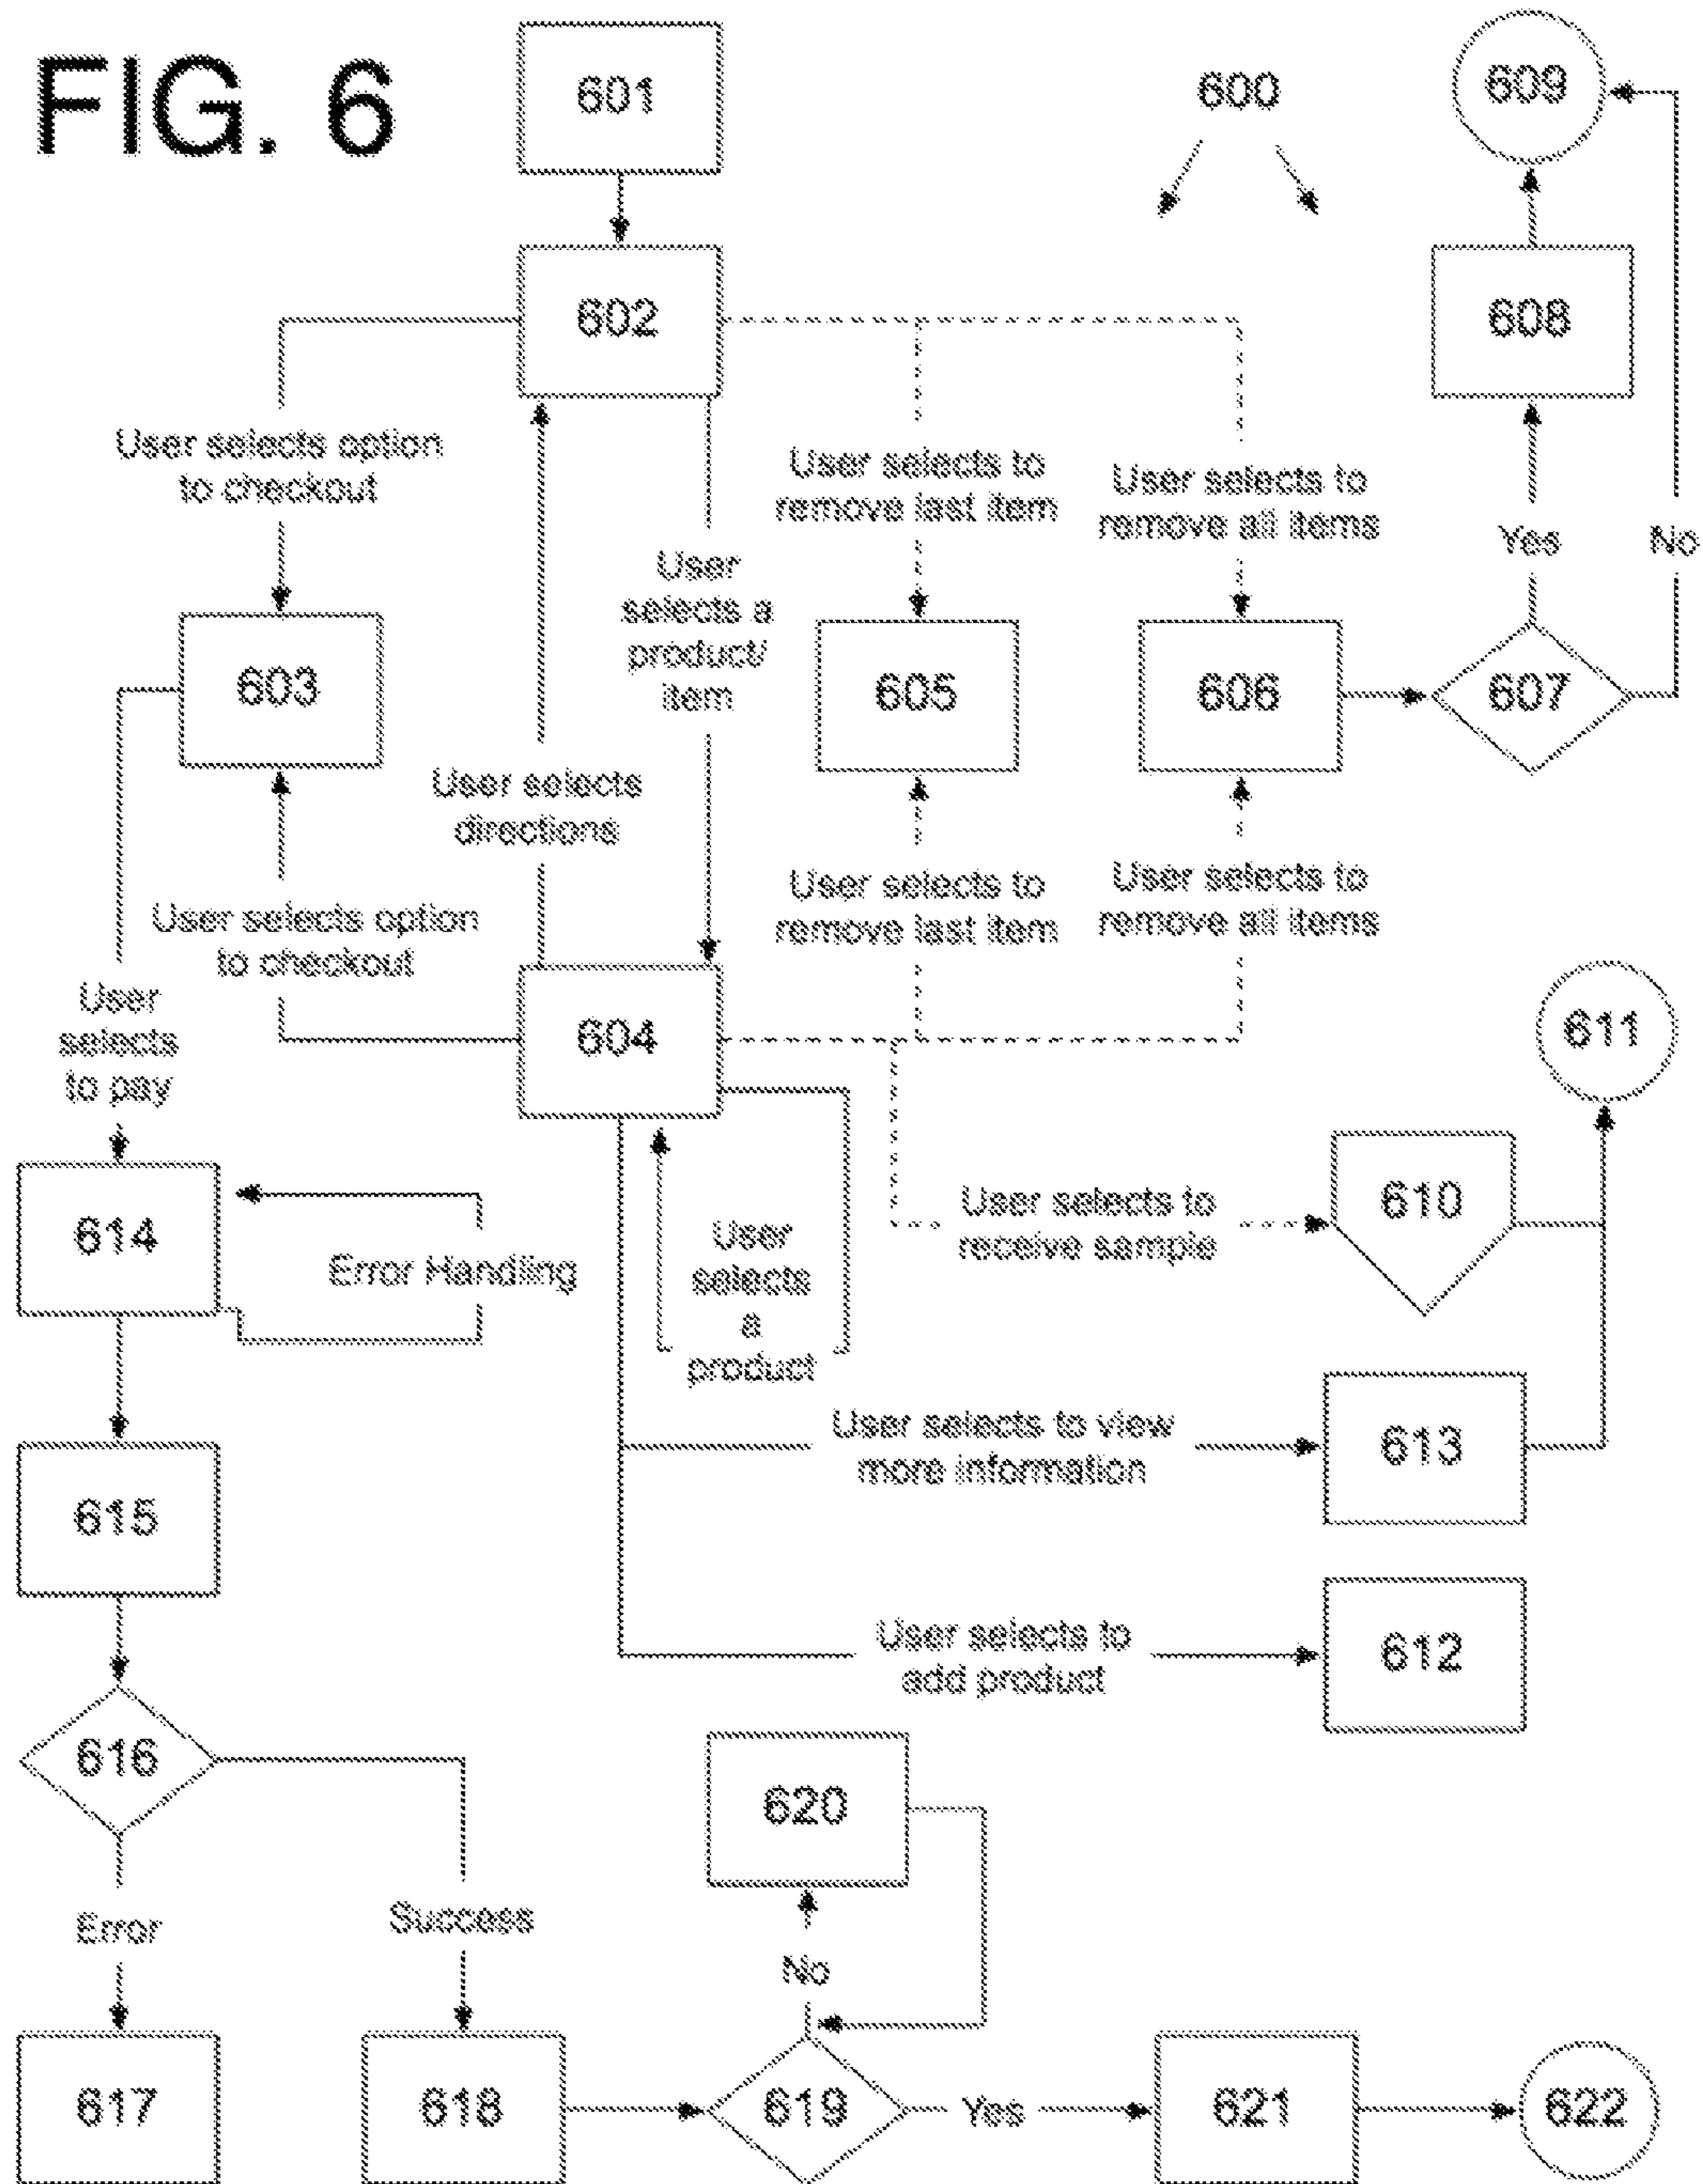 FIG. 6
601
600
609
602
608
User selects option
to checkout
User selects to
remove last item
User selects to
remove all items
Yes
No
User
selects a
product/
item
603
605
606
607
User selects
directions
User selects option
to checkout
User selects to
remove last item
User selects to
remove all items
User
selects
to pay
604
611
614
Error Handling
User
selects
a
product
User selects to
receive sample
610
User selects to view
more information
613
615
User selects to
add product
612
616
620
Error
Success
No
617
618
619
Yes
621
622